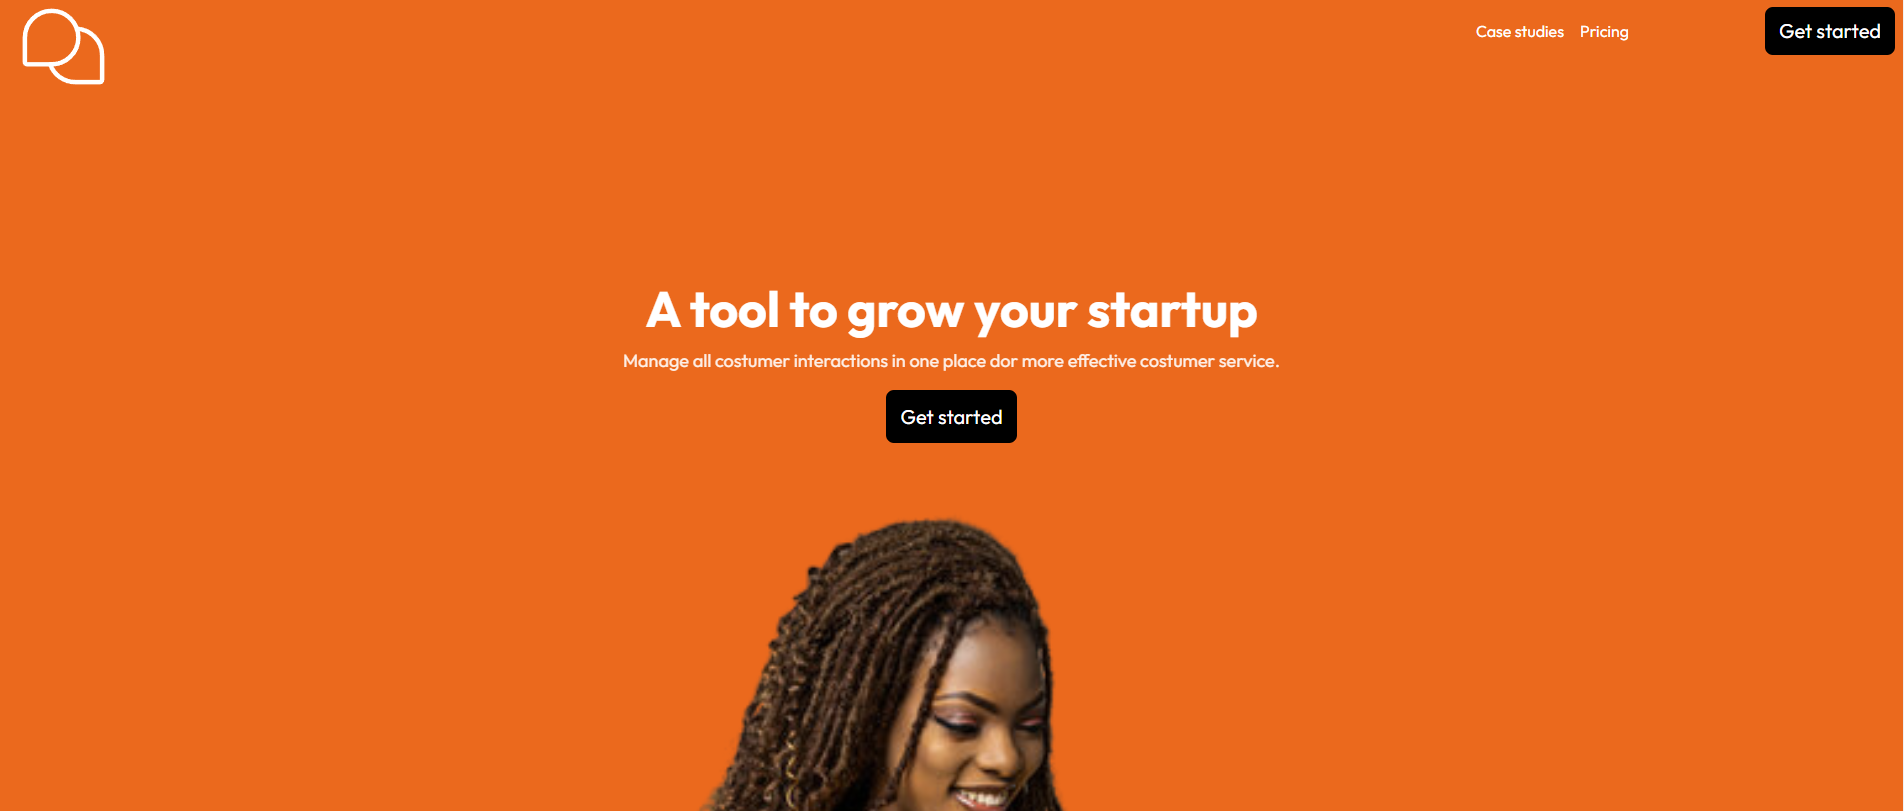 Case studies Pricing Get started
A tool to grow your startup
Manage all costumer interactions in one place dor more effective costumer service.
Get started